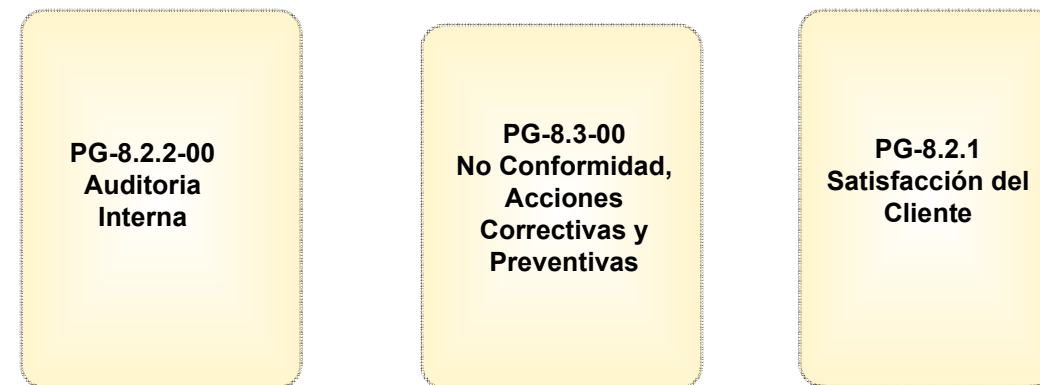 PG-8.2.2-00
Auditoria
Interna
PG-8.3-00
No Conformidad,
Acciones
Correctivas y
Preventivas
PG-8.2.1
Satisfacción del
Cliente